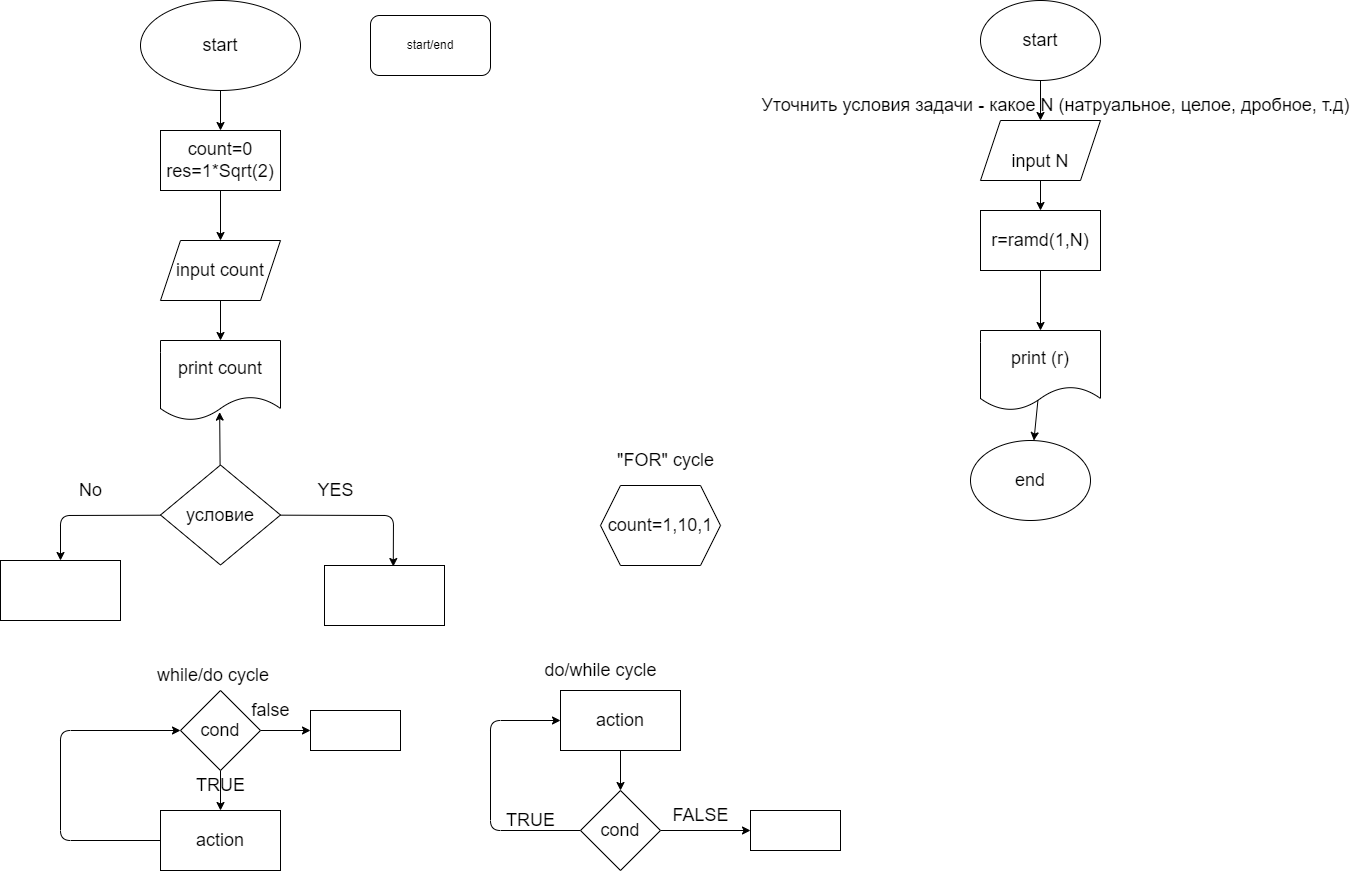 start
start/end
count=0
res=1*Sqrt(2)
input count
print count
условие
No
YES
"FOR" cycle
count=1,10,1
while/do cycle
cond
false
TRUE
action
do/while cycle
action
cond
TRUE
FALSE
start
Уточнить условия задачи - какое N (натруальное, целое, дробное, т.д)
input N
r=ramd(1,N)
print (r)
end